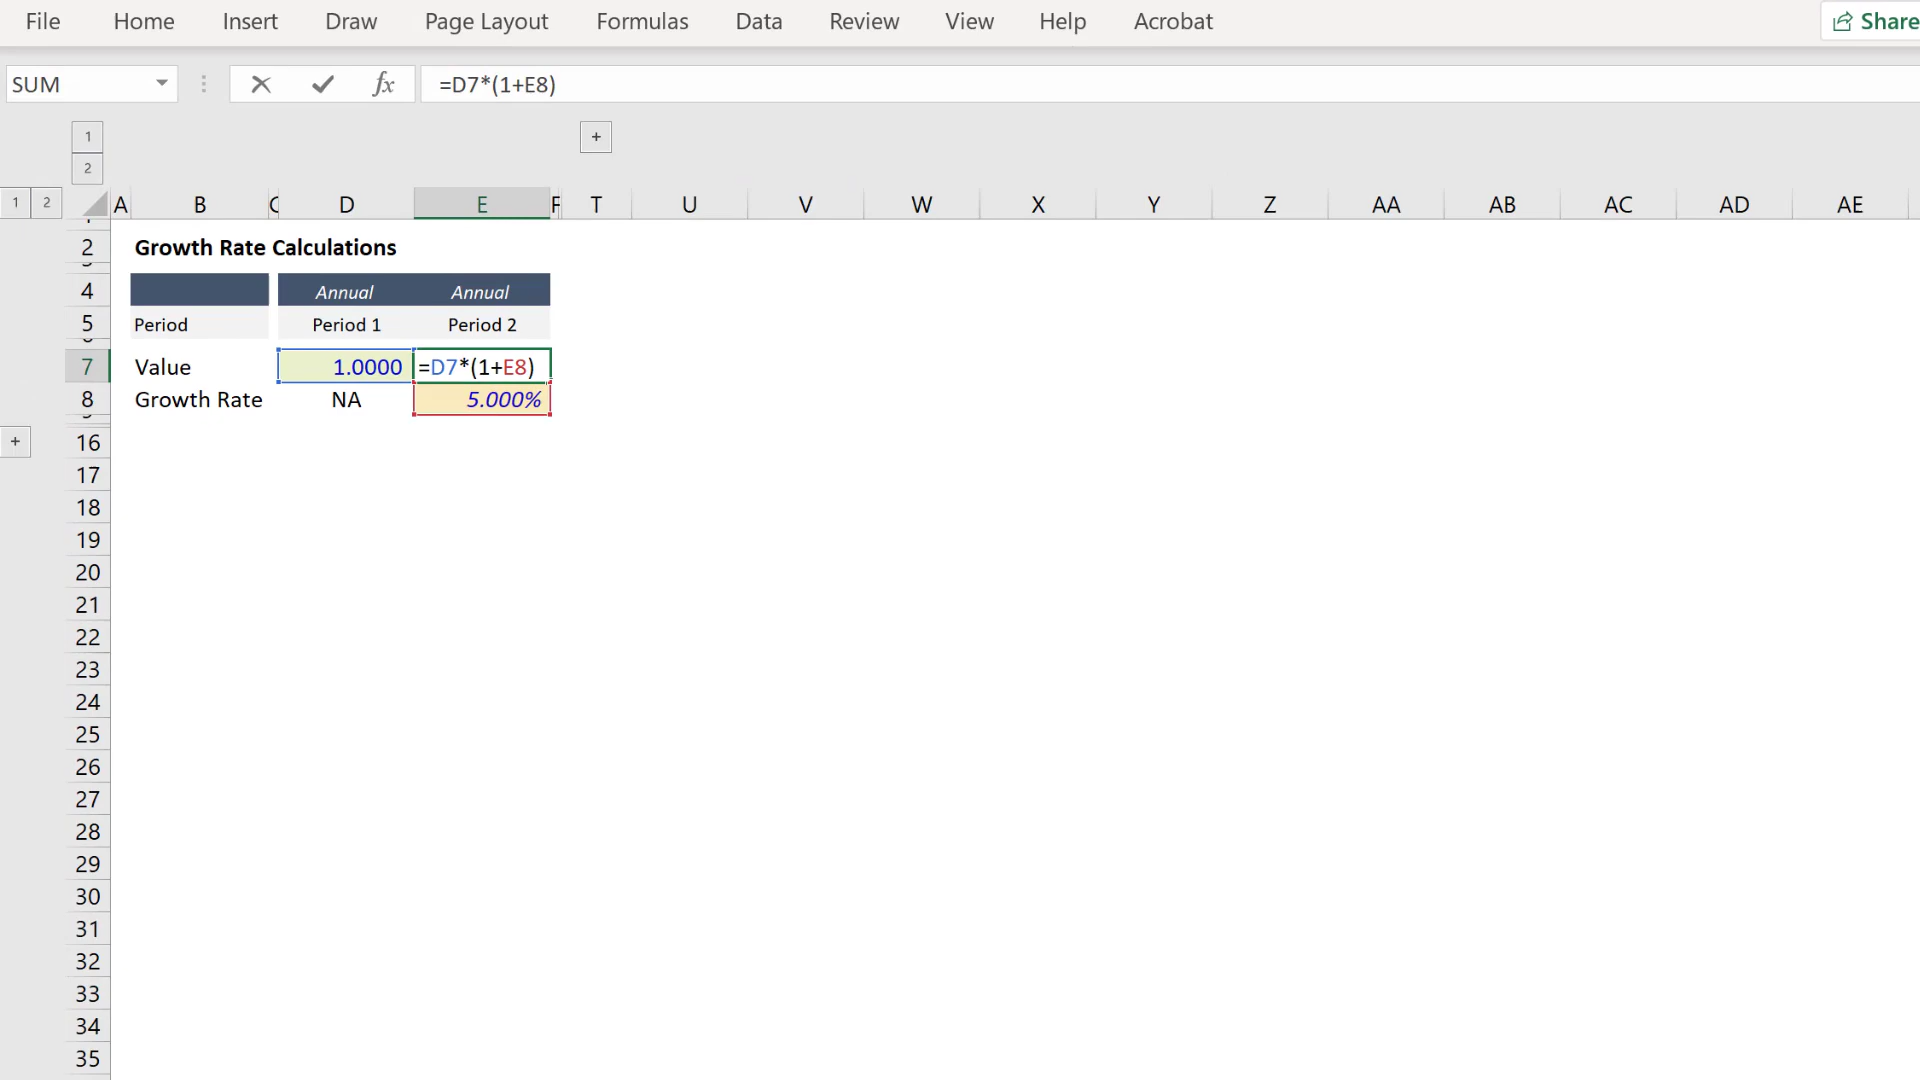 File Home Insert Draw Page Layout Formulas Data Review View Help Acrobat Share
SUM fx =D7*(1+E8)
1 +
2
1 2 A B C D E F T U V W X Y Z AA AB AC AD AE
2 Growth Rate Calculations
4 Annual Annual
5 Period Period 1 Period 2
7 Value 1.0000 =D7*(1+E8)
8 Growth Rate NA 5.000%
+ 16
17
18
19
20
21
22
23
24
25
26
27
28
29
30
31
32
33
34
35